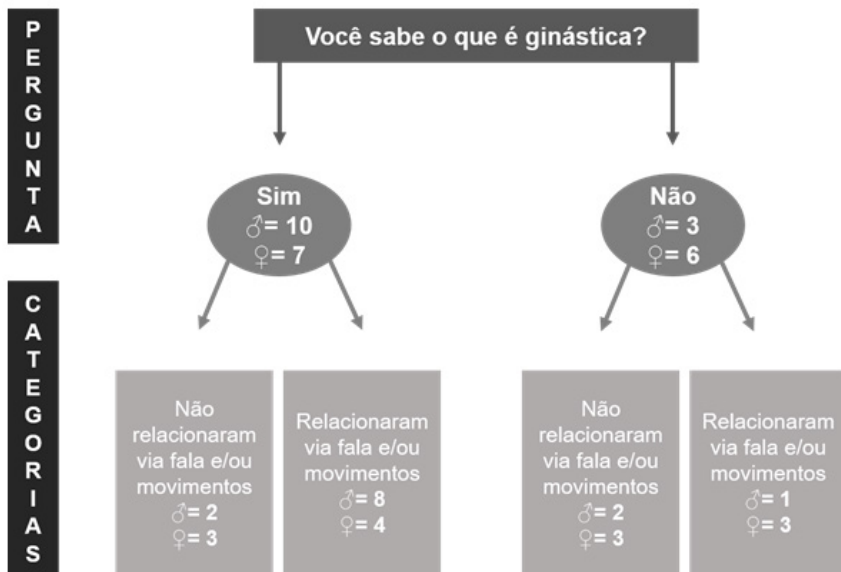 PERGUNTA
Você sabe o que é ginástica?
Sim
♂= 10
♀= 7
Não
♂= 3
♀= 6
CATEGORIAS
Não
relacionaram
via fala e/ou
movimentos
♂= 2
♀= 3
Relacionaram
via fala e/ou
movimentos
♂= 8
♀= 4
Não
relacionaram
via fala e/ou
movimentos
♂= 2
♀= 3
Relacionaram
via fala e/ou
movimentos
♂= 1
♀= 3